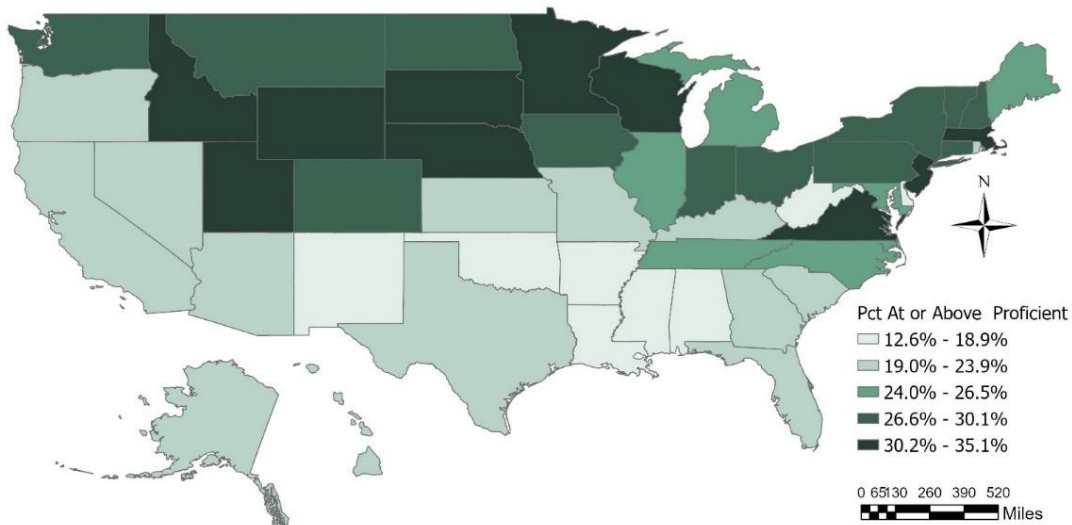 N
Pct At or Above Proficient
12.6% - 18.9%
19.0% - 23.9%
24.0% - 26.5%
26.6% - 30.1%
30.2% - 35.1%
0 65130 260 390 520
Miles